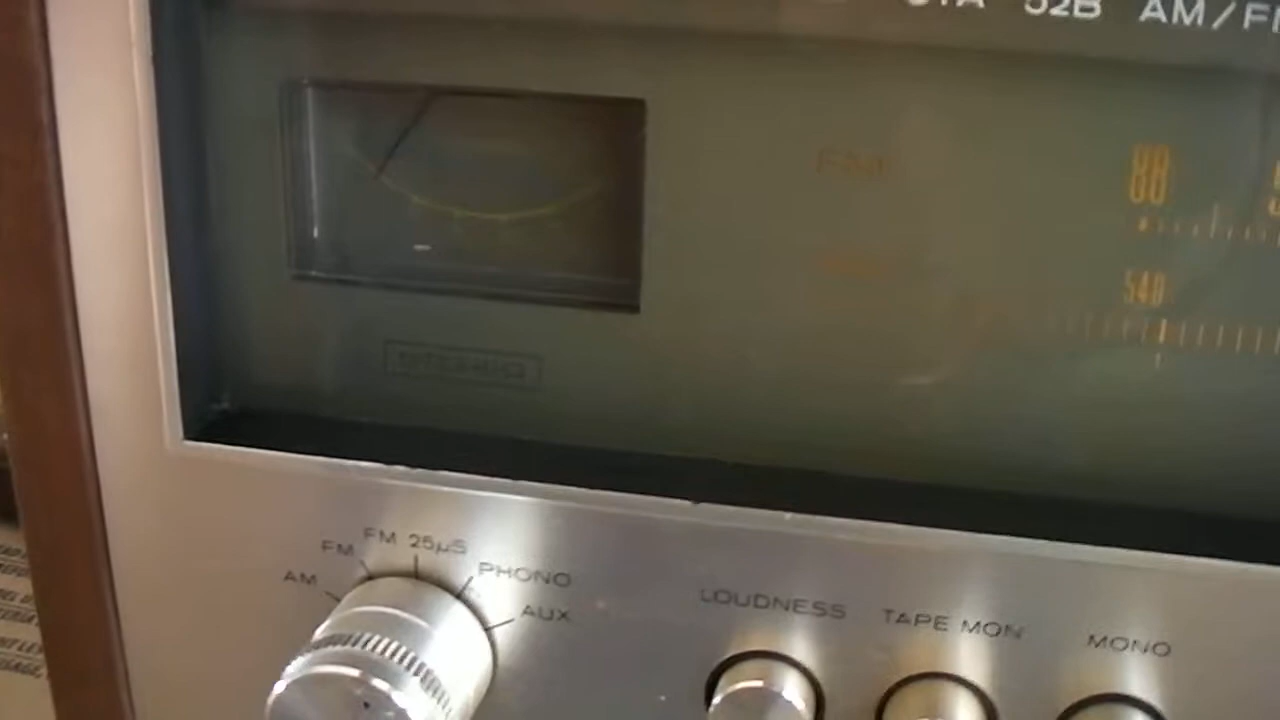 52B AM/
FM
88
540
FM 25µS
FM
PHONO
AM
AUX
LOUDNESS
TAPE MON
MONO